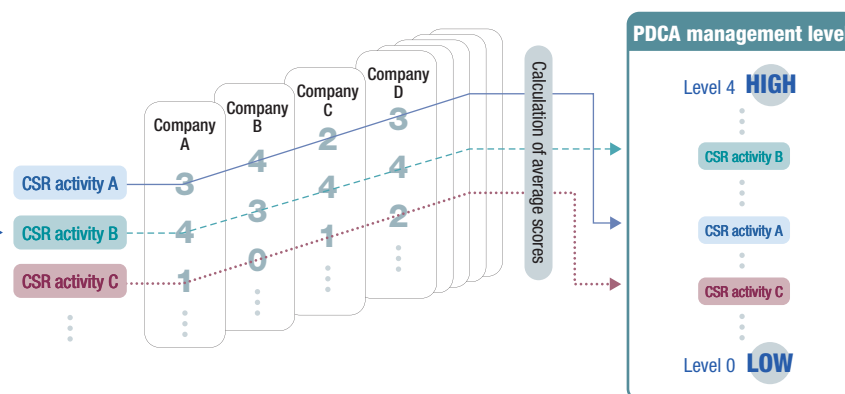 PDCA management leve
Level 4 HIGH
Company
A
Company
B
Company
C
Company
D
CSR activity A
3
4
2
3
CSR activity B
4
3
4
4
CSR activity C
1
0
1
2
Calculation of average scores
CSR activity B
CSR activity A
CSR activity C
Level 0 LOW